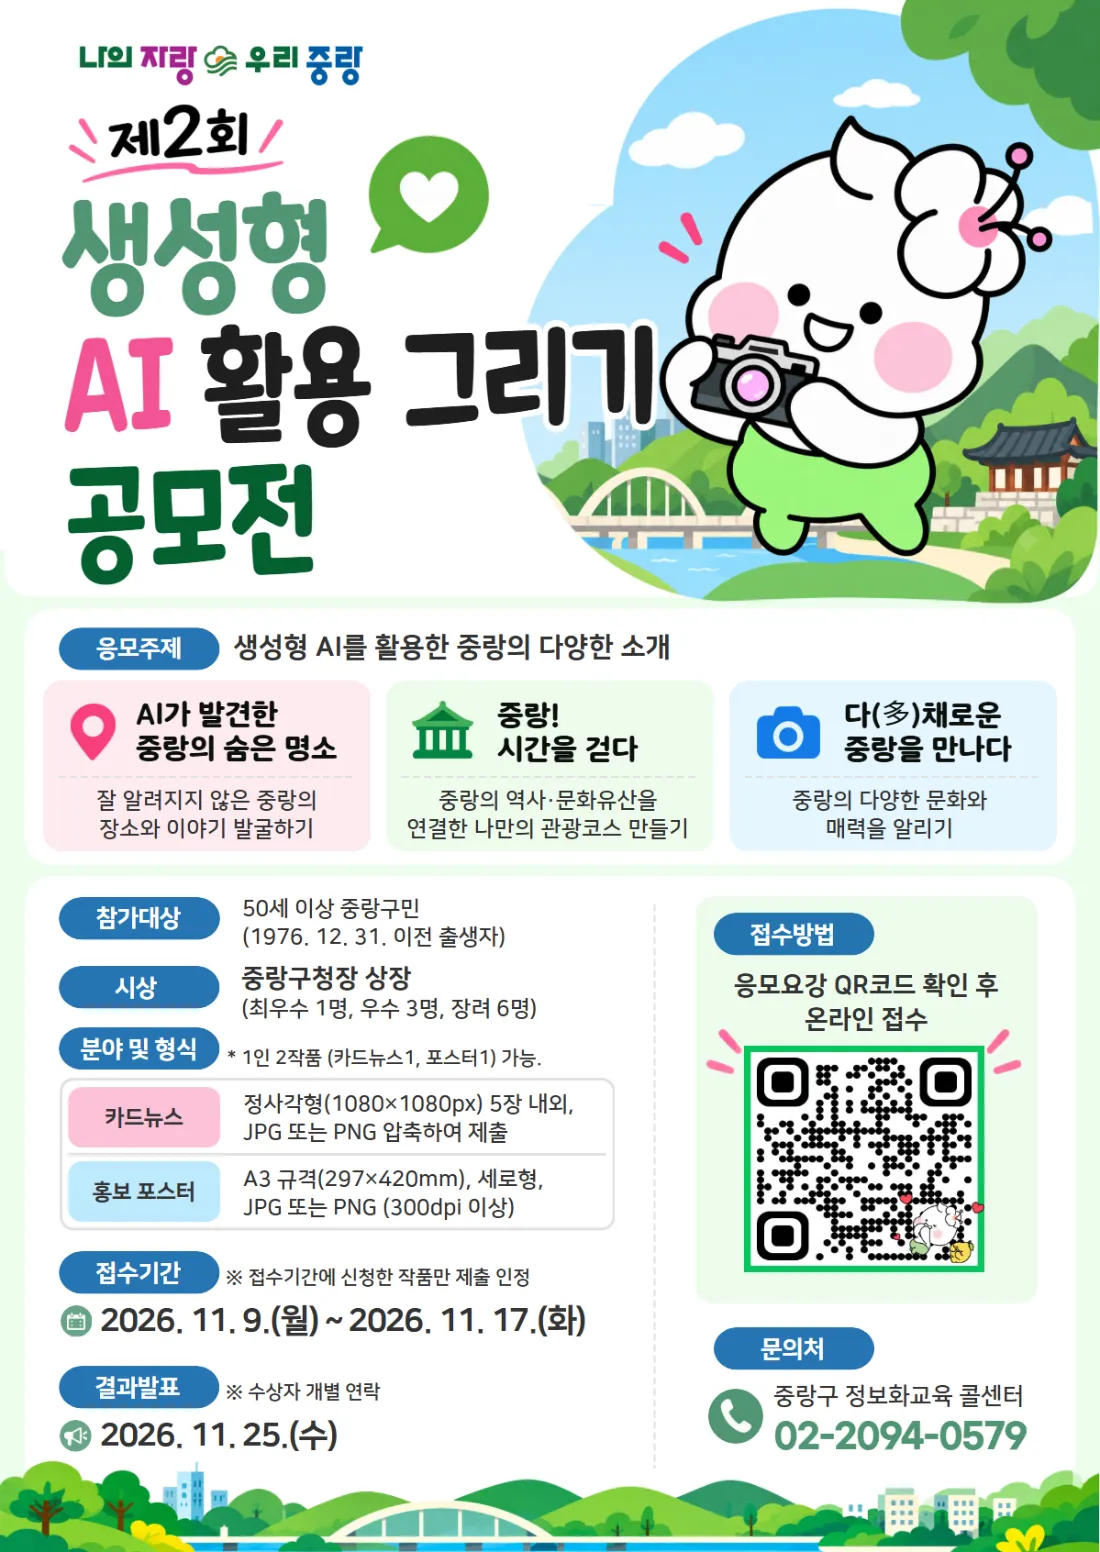 나의 자랑 우리 중랑
제2회
생성형
AI 활용 그리기
공모전
응모주제 생성형 AI를 활용한 중랑의 다양한 소개
AI가 발견한
중랑의 숨은 명소
잘 알려지지 않은 중랑의
장소와 이야기 발굴하기
중랑!
시간을 걷다
중랑의 역사·문화유산을
연결한 나만의 관광코스 만들기
다(多)채로운
중랑을 만나다
중랑의 다양한 문화와
매력을 알리기
참가대상 50세 이상 중랑구민
(1976. 12. 31. 이전 출생자)
시상 중랑구청장 상장
(최우수 1명, 우수 3명, 장려 6명)
분야 및 형식 * 1인 2작품 (카드뉴스1, 포스터1) 가능.
카드뉴스 정사각형(1080×1080px) 5장 내외,
JPG 또는 PNG 압축하여 제출
홍보 포스터 A3 규격(297×420mm), 세로형,
JPG 또는 PNG (300dpi 이상)
접수기간 ※ 접수기간에 신청한 작품만 제출 인정
2026. 11. 9.(월) ~ 2026. 11. 17.(화)
결과발표 ※ 수상자 개별 연락
2026. 11. 25.(수)
접수방법
응모요강 QR코드 확인 후
온라인 접수
문의처
중랑구 정보화교육 콜센터
02-2094-0579